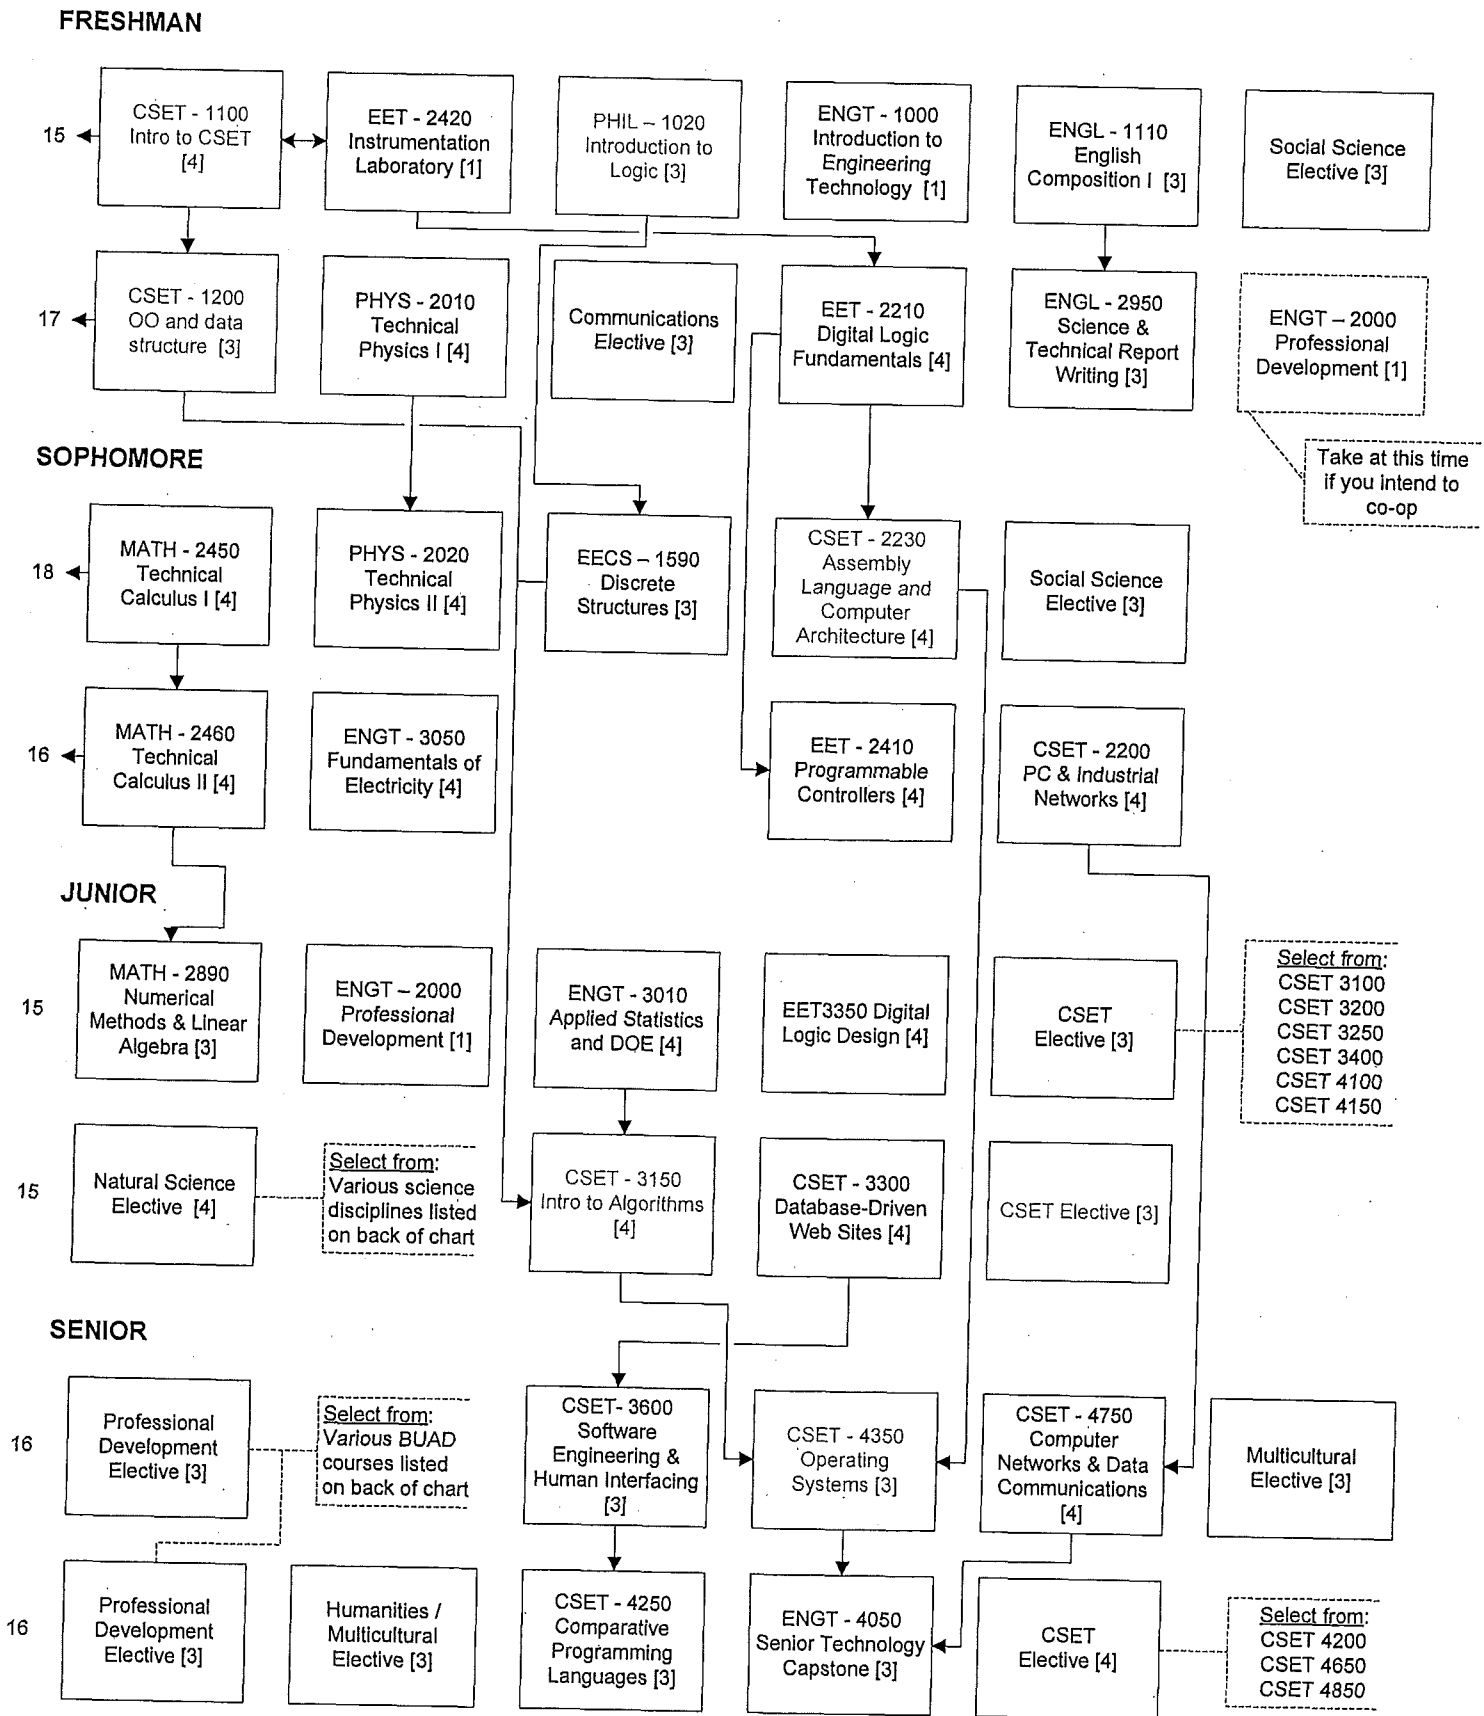 FRESHMAN
15
CSET - 1100
Intro to CSET
[4]
EET - 2420
Instrumentation
Laboratory [1]
PHIL – 1020
Introduction to
Logic [3]
ENGT - 1000
Introduction to
Engineering
Technology [1]
ENGL - 1110
English
Composition I [3]
Social Science
Elective [3]
17
CSET - 1200
OO and data
structure [3]
PHYS - 2010
Technical
Physics I [4]
Communications
Elective [3]
EET - 2210
Digital Logic
Fundamentals [4]
ENGL - 2950
Science &
Technical Report
Writing [3]
ENGT – 2000
Professional
Development [1]
Take at this time
if you intend to
co-op
SOPHOMORE
18
MATH - 2450
Technical
Calculus I [4]
PHYS - 2020
Technical
Physics II [4]
EECS – 1590
Discrete
Structures [3]
CSET - 2230
Assembly
Language and
Computer
Architecture [4]
Social Science
Elective [3]
16
MATH - 2460
Technical
Calculus II [4]
ENGT - 3050
Fundamentals of
Electricity [4]
EET - 2410
Programmable
Controllers [4]
CSET - 2200
PC & Industrial
Networks [4]
JUNIOR
15
MATH - 2890
Numerical
Methods & Linear
Algebra [3]
ENGT – 2000
Professional
Development [1]
ENGT - 3010
Applied Statistics
and DOE [4]
EET3350 Digital
Logic Design [4]
CSET
Elective [3]
Select from:
CSET 3100
CSET 3200
CSET 3250
CSET 3400
CSET 4100
CSET 4150
15
Natural Science
Elective [4]
Select from:
Various science
disciplines listed
on back of chart
CSET - 3150
Intro to Algorithms
[4]
CSET - 3300
Database-Driven
Web Sites [4]
CSET Elective [3]
SENIOR
16
Professional
Development
Elective [3]
Select from:
Various BUAD
courses listed
on back of chart
CSET- 3600
Software
Engineering &
Human Interfacing
[3]
CSET - 4350
Operating
Systems [3]
CSET - 4750
Computer
Networks & Data
Communications
[4]
Multicultural
Elective [3]
16
Professional
Development
Elective [3]
Humanities /
Multicultural
Elective [3]
CSET - 4250
Comparative
Programming
Languages [3]
ENGT - 4050
Senior Technology
Capstone [3]
CSET
Elective [4]
Select from:
CSET 4200
CSET 4650
CSET 4850